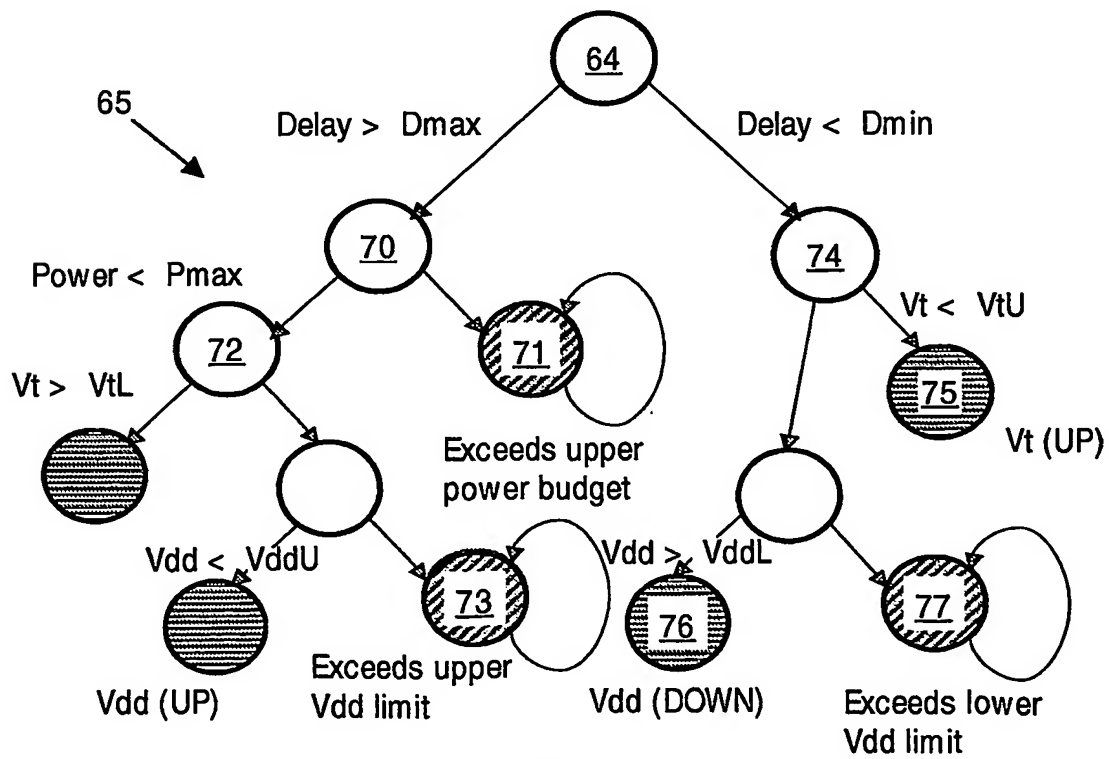 64
65
Delay > Dmax
Delay < Dmin
70
74
Power < Pmax
Vt < VtU
72
71
75
Vt > VtL
Vt (UP)
Exceeds upper
power budget
Vdd < VddU
Vdd > VddL
73
76
77
Vdd (UP)
Exceeds upper
Vdd limit
Vdd (DOWN)
Exceeds lower
Vdd limit